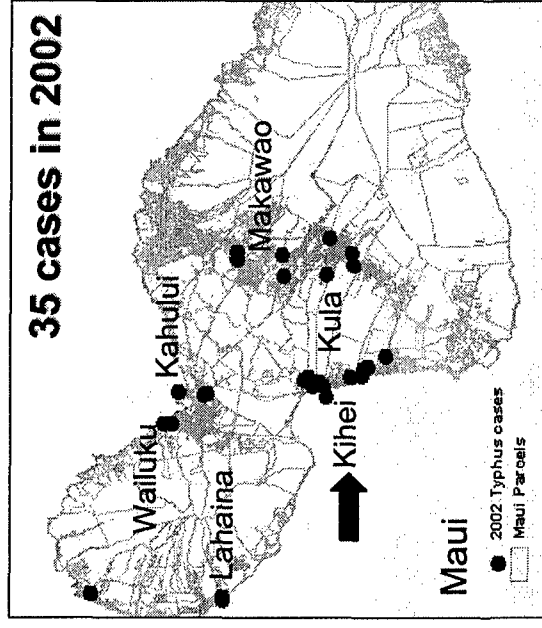 35 cases in 2002
Wailuku
Kahului
Makawao
Lahaina
Kihei
Kula
Maui
2002 Typhus cases
Maui Parcels